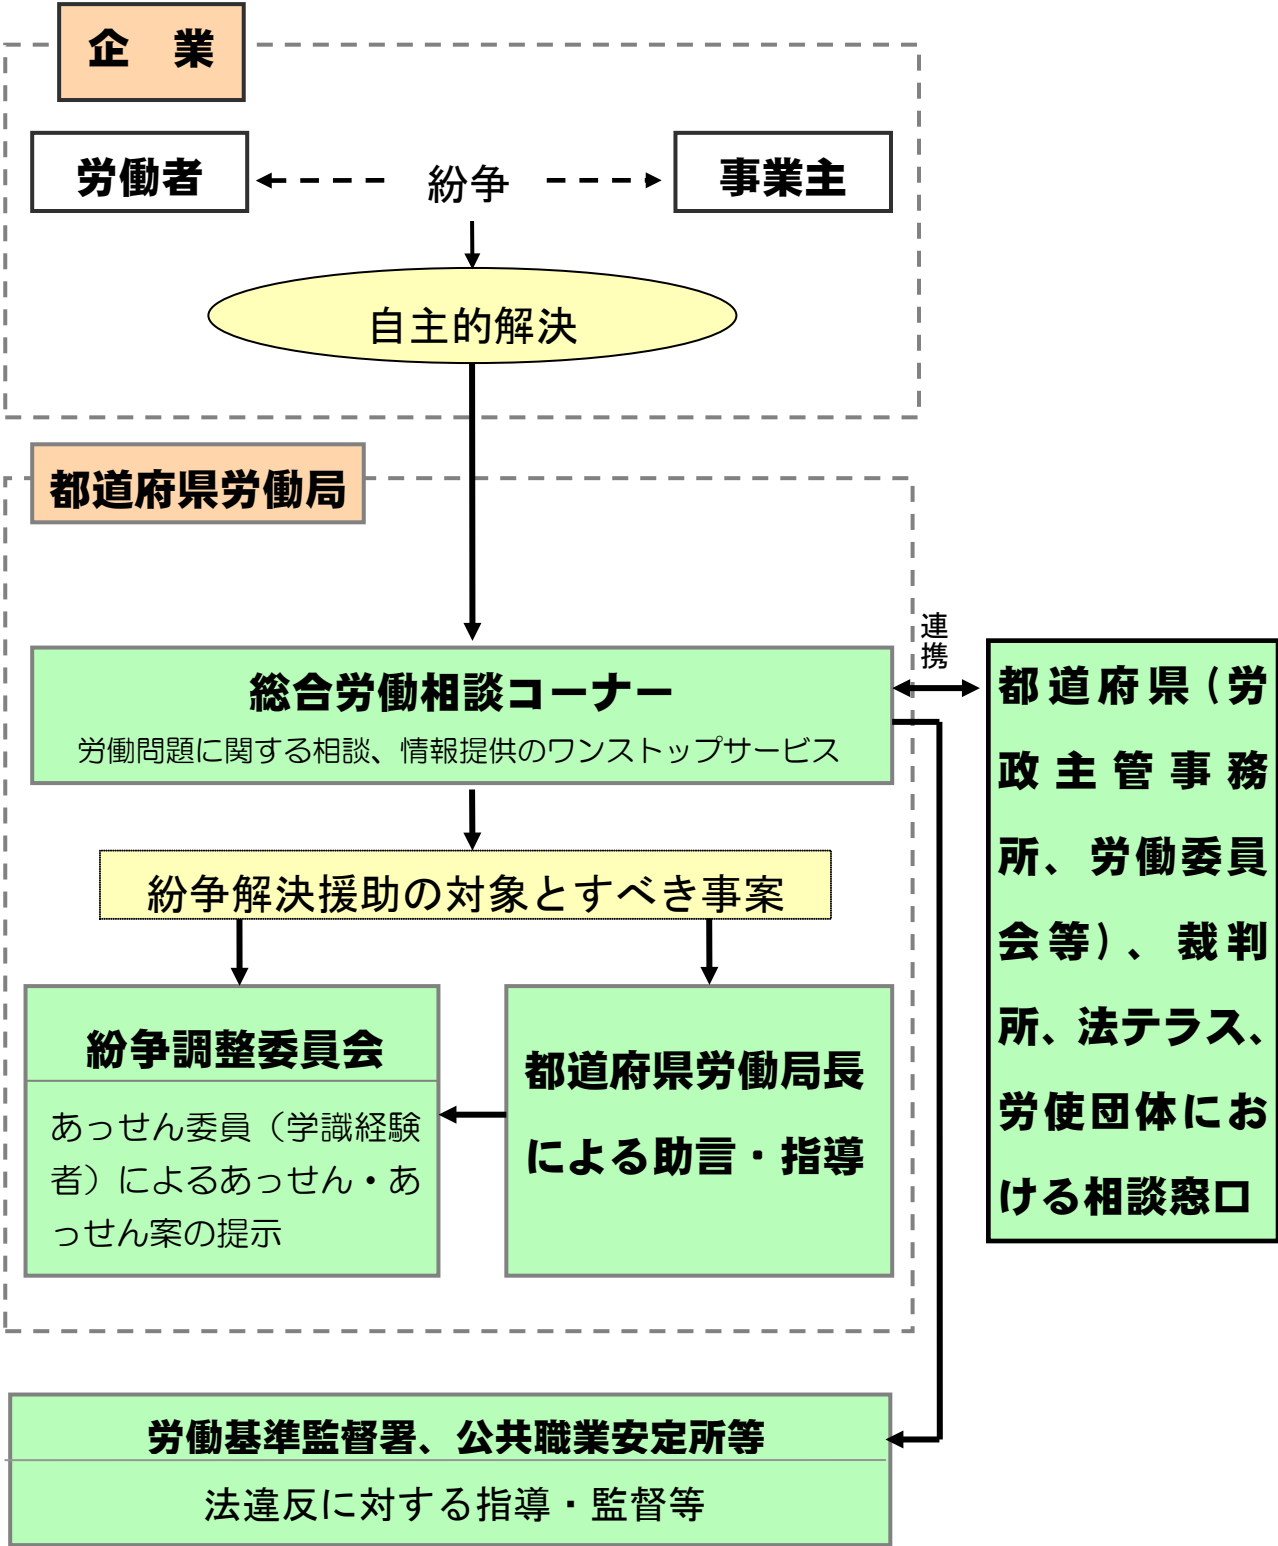 企　業
労働者
紛争
事業主
自主的解決
都道府県労働局
連携
総合労働相談コーナー
労働問題に関する相談、情報提供のワンストップサービス
都道府県（労
政主管事務
所、労働委員
会等）、裁判
所、法テラス、
労使団体にお
ける相談窓口
紛争解決援助の対象とすべき事案
紛争調整委員会
あっせん委員（学識経験
者）によるあっせん・あ
っせん案の提示
都道府県労働局長
による助言・指導
労働基準監督署、公共職業安定所等
法違反に対する指導・監督等